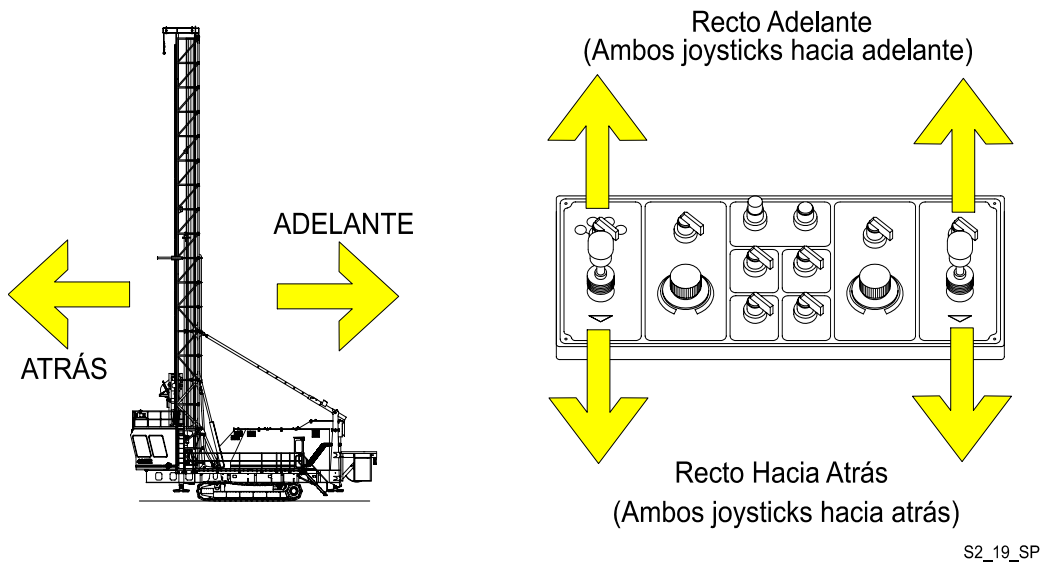 ADELANTE
ATRÁS
Recto Adelante
(Ambos joysticks hacia adelante)
Recto Hacia Atrás
(Ambos joysticks hacia atrás)
S2_19_SP